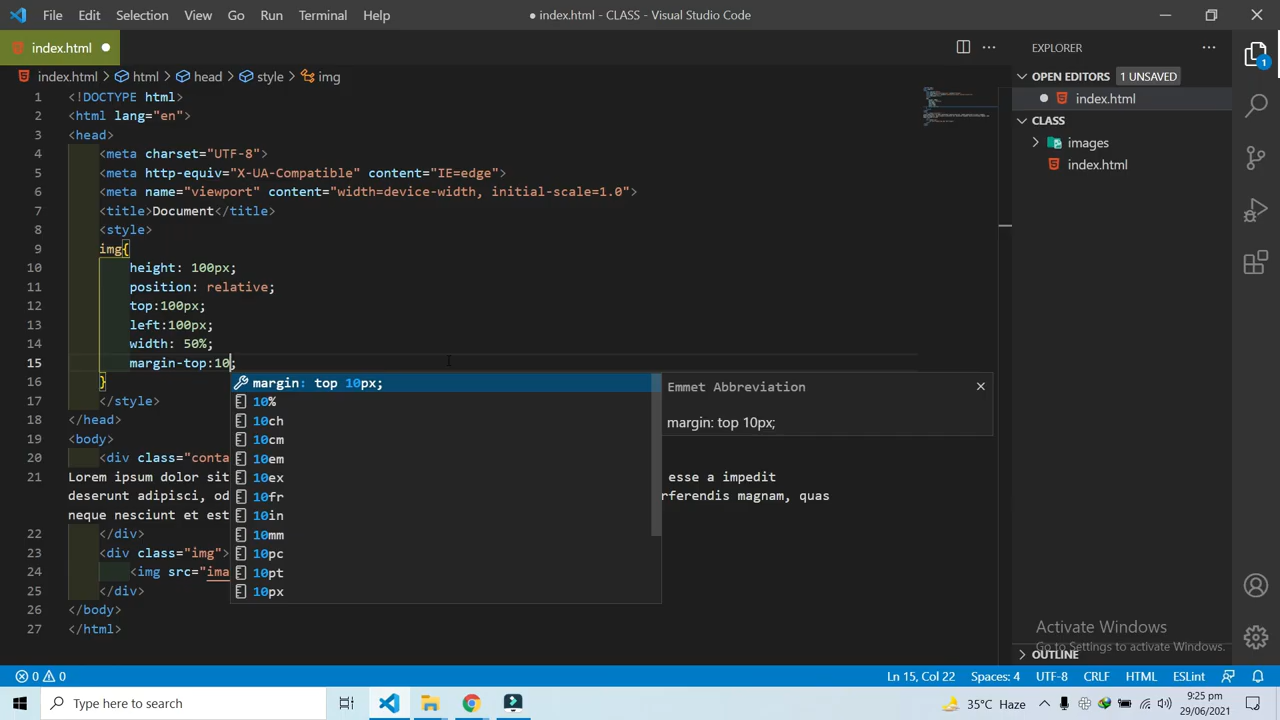 File Edit Selection View Go Run Terminal Help
● index.html - CLASS - Visual Studio Code
index.html ●
EXPLORER
index.html > html > head > style > img
OPEN EDITORS 1 UNSAVED
● index.html
CLASS
images
index.html
1
1 <!DOCTYPE html>
2 <html lang="en">
3 <head>
4 <meta charset="UTF-8">
5 <meta http-equiv="X-UA-Compatible" content="IE=edge">
6 <meta name="viewport" content="width=device-width, initial-scale=1.0">
7 <title>Document</title>
8 <style>
9 img{
10 height: 100px;
11 position: relative;
12 top:100px;
13 left:100px;
14 width: 50%;
15 margin-top:10;
16 }
17 </style>
18 </head>
19 <body>
20 <div class="conta
21 Lorem ipsum dolor sit esse a impedit
deserunt adipisci, od rferendis magnam, quas
neque nesciunt et est
22 </div>
23 <div class="img">
24 <img src="ima
25 </div>
26 </body>
27 </html>
margin: top 10px;
10%
10ch
10cm
10em
10ex
10fr
10in
10mm
10pc
10pt
10px
Emmet Abbreviation
margin: top 10px;
Activate Windows
Go to Settings to activate Windows.
OUTLINE
0 0 Ln 15, Col 22 Spaces: 4 UTF-8 CRLF HTML ESLint
Type here to search
35°C Haze
9:25 pm
29/06/2021